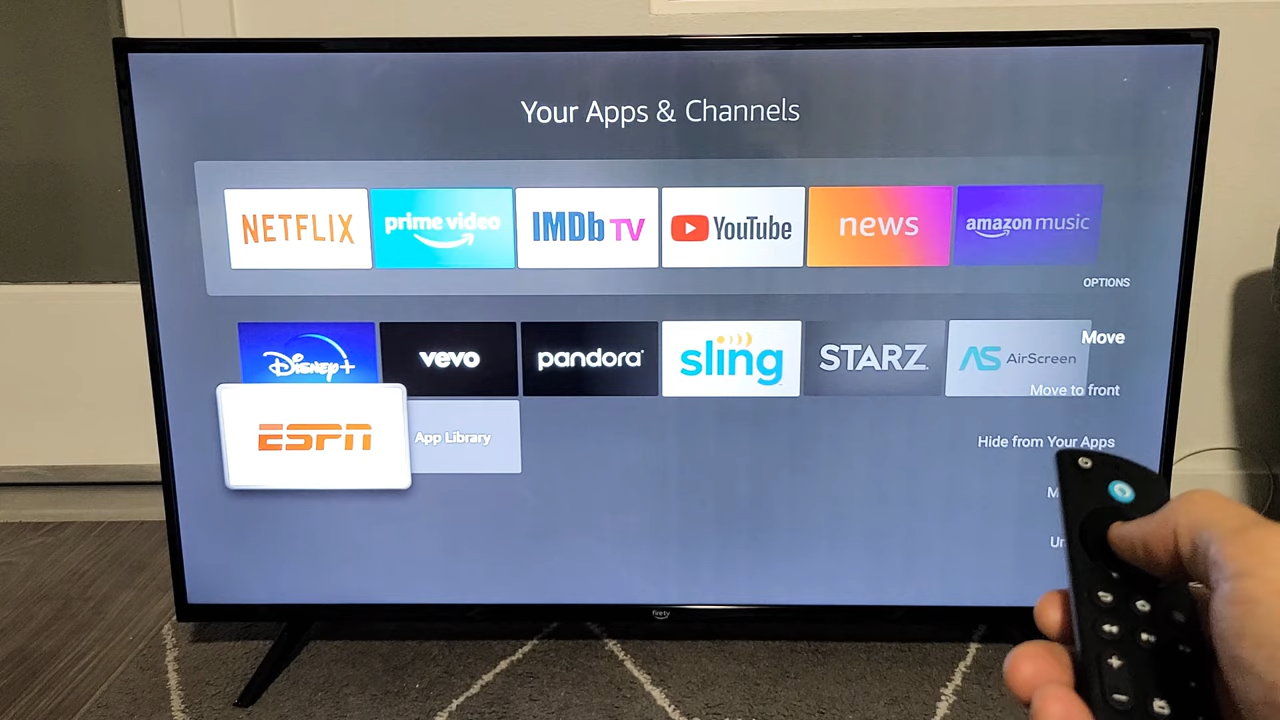 Your Apps & Channels
NETFLIX
prime video
IMDb TV
YouTube
news
amazon music
OPTIONS
Disney+
vevo
pandora
sling
STARZ
AS AirScreen
Move
Move to front
ESPN
App Library
Hide from Your Apps
firetv